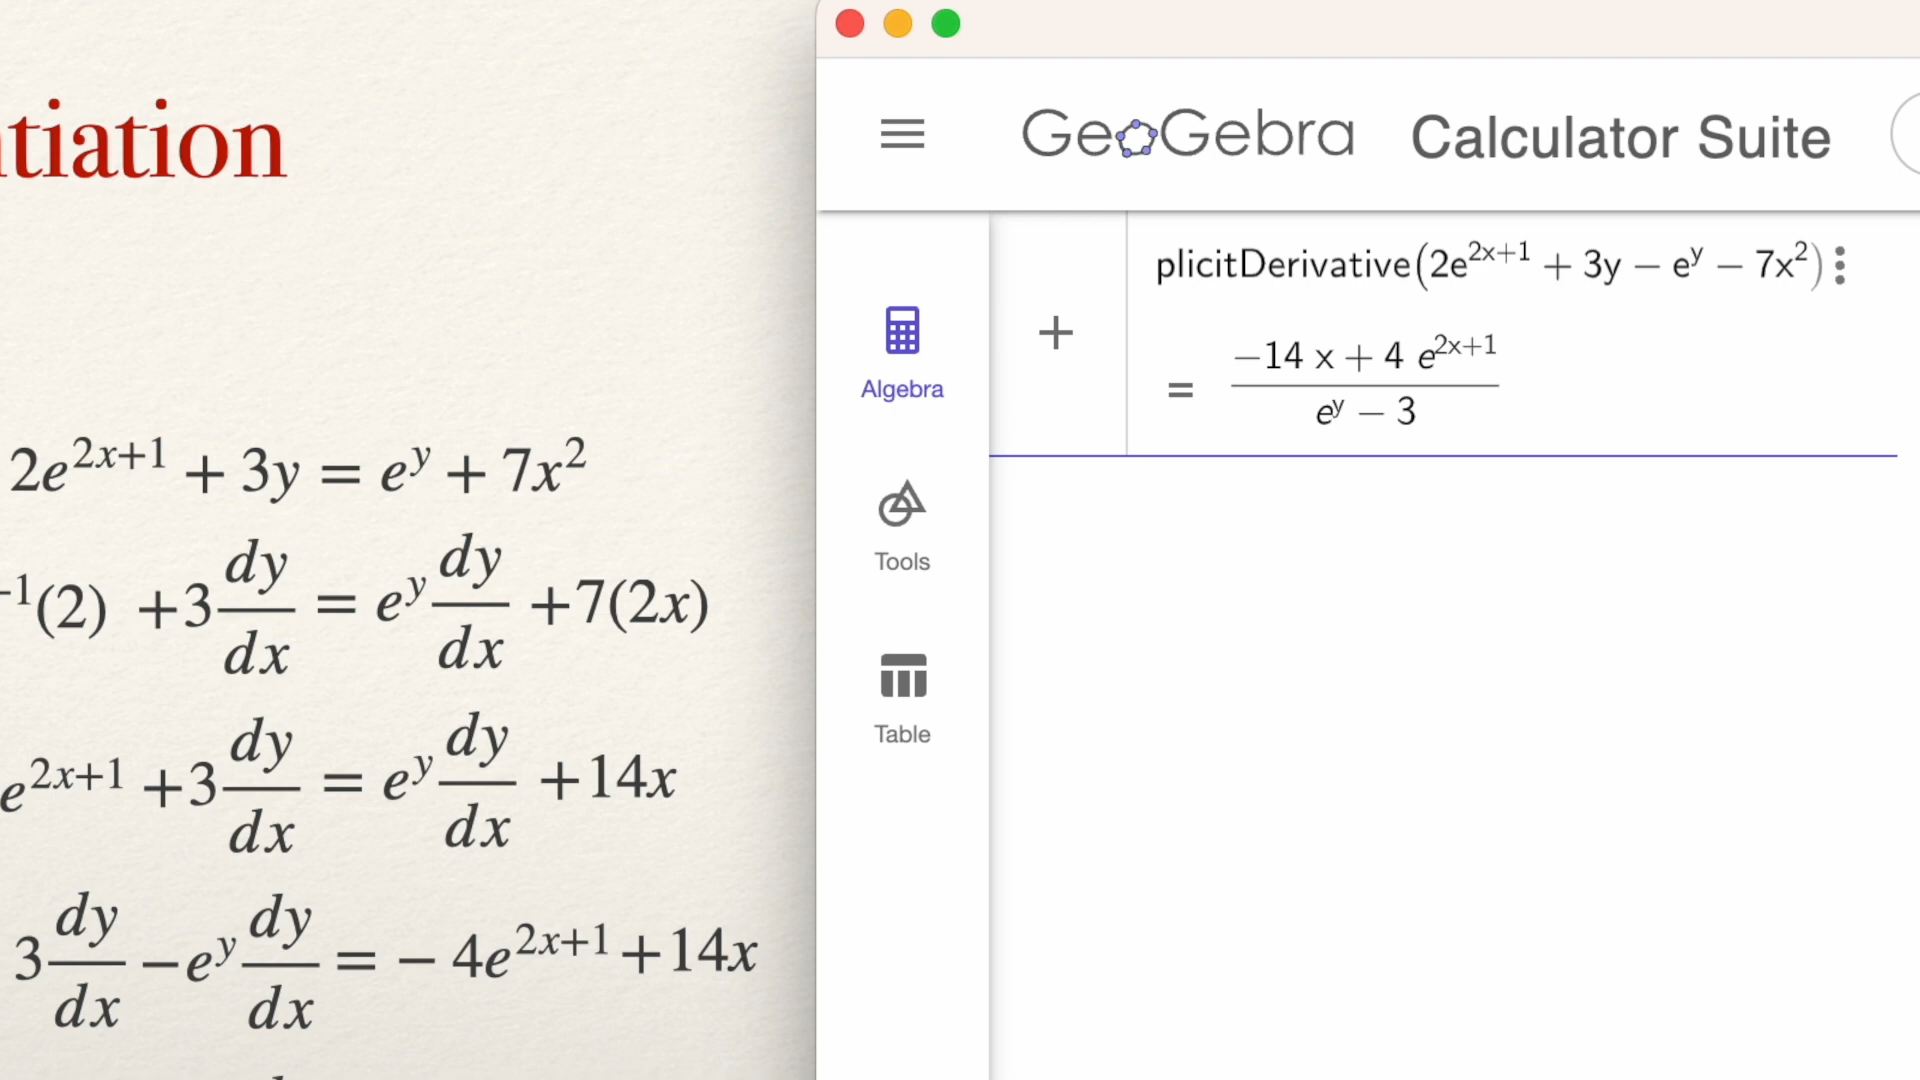 ntiation
2e^{2x+1} + 3y = e^y + 7x^2
-1(2) +3 dy/dx = e^y dy/dx +7(2x)
e^{2x+1} +3 dy/dx = e^y dy/dx +14x
3 dy/dx −e^y dy/dx = − 4e^{2x+1} +14x
GeoGebra Calculator Suite
plicitDerivative(2e^{2x+1} + 3y − e^y − 7x^2)
= (−14 x + 4 e^{2x+1})/(e^y − 3)
Algebra
Tools
Table